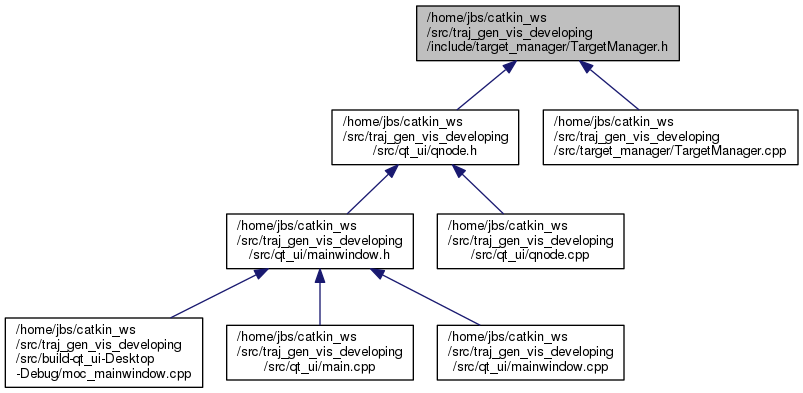 /home/jbs/catkin_ws
/src/traj_gen_vis_developing
/include/target_manager/TargetManager.h
/home/jbs/catkin_ws
/src/traj_gen_vis_developing
/src/qt_ui/qnode.h
/home/jbs/catkin_ws
/src/traj_gen_vis_developing
/src/target_manager/TargetManager.cpp
/home/jbs/catkin_ws
/src/traj_gen_vis_developing
/src/qt_ui/mainwindow.h
/home/jbs/catkin_ws
/src/traj_gen_vis_developing
/src/qt_ui/qnode.cpp
/home/jbs/catkin_ws
/src/traj_gen_vis_developing
/src/build-qt_ui-Desktop
-Debug/moc_mainwindow.cpp
/home/jbs/catkin_ws
/src/traj_gen_vis_developing
/src/qt_ui/main.cpp
/home/jbs/catkin_ws
/src/traj_gen_vis_developing
/src/qt_ui/mainwindow.cpp